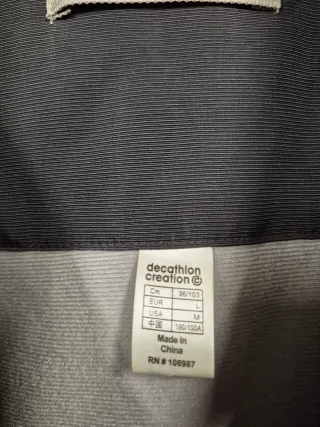 decathlon
creation ©
Cm 96/103
EUR L
USA M
中国 180/100A
Made in
China
RN # 106987